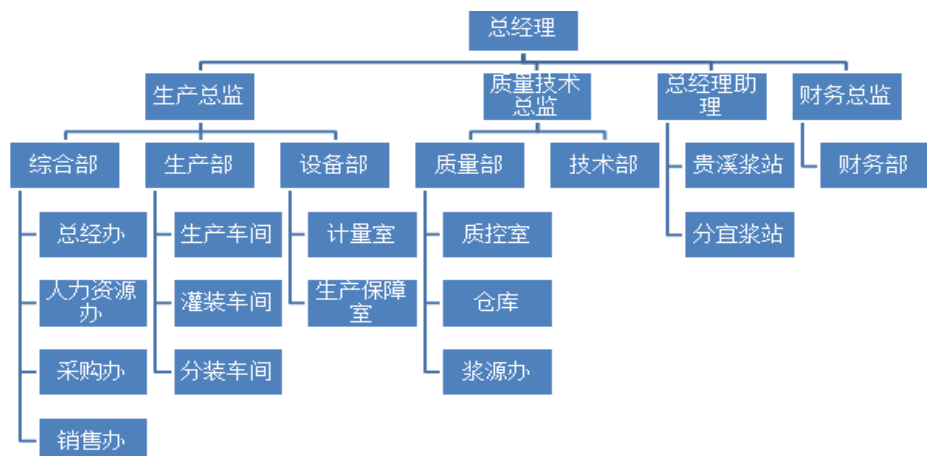 总经理
生产总监
质量技术
总监
总经理助
理
财务总监
综合部
生产部
设备部
质量部
技术部
贵溪浆站
财务部
总经办
生产车间
计量室
质控室
分宜浆站
人力资源
办
灌装车间
生产保障
室
仓库
采购办
分装车间
浆源办
销售办